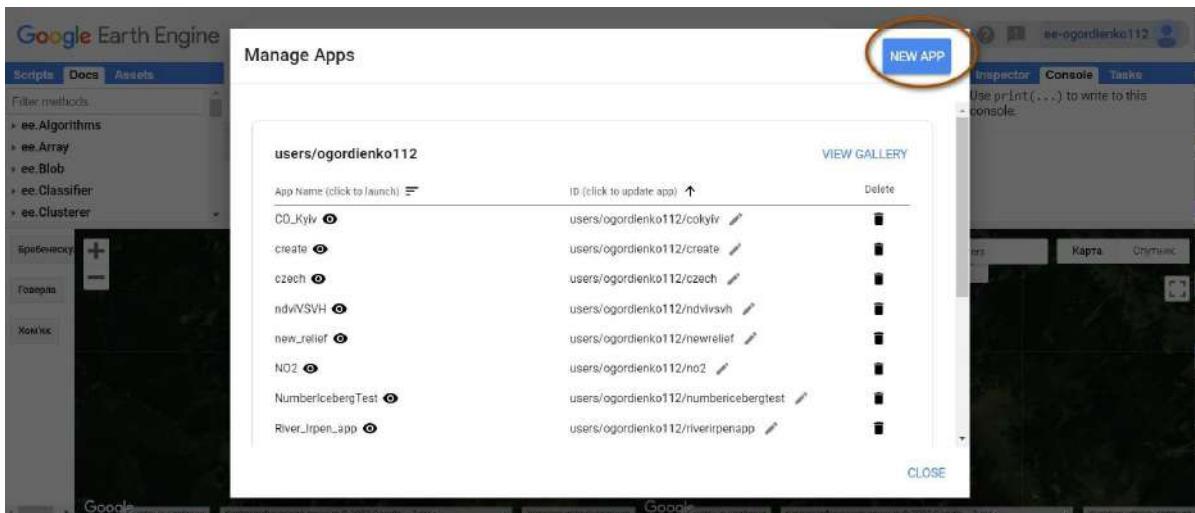 Google Earth Engine
ee-ogordienko112
Manage Apps
NEW APP
Scripts Docs Assets
Inspector Console Tasks
Filter methods
Use print(...) to write to this
console.
ee.Algorithms
ee.Array
ee.Blob
ee.Classifier
ee.Clusterer
users/ogordienko112
VIEW GALLERY
App Name (click to launch)
ID (click to update app)
Delete
CO_Kyiv
users/ogordienko112/cokyiv
create
users/ogordienko112/create
czech
users/ogordienko112/czech
ndviVSVH
users/ogordienko112/ndvivsvh
new_relief
users/ogordienko112/newrelief
NO2
users/ogordienko112/no2
NumberIcebergTest
users/ogordienko112/numbericebergtest
River_Irpen_app
users/ogordienko112/riverirpenapp
CLOSE
Бребенеску
Говерла
Хом'як
Карта
Спутник
Google
Google